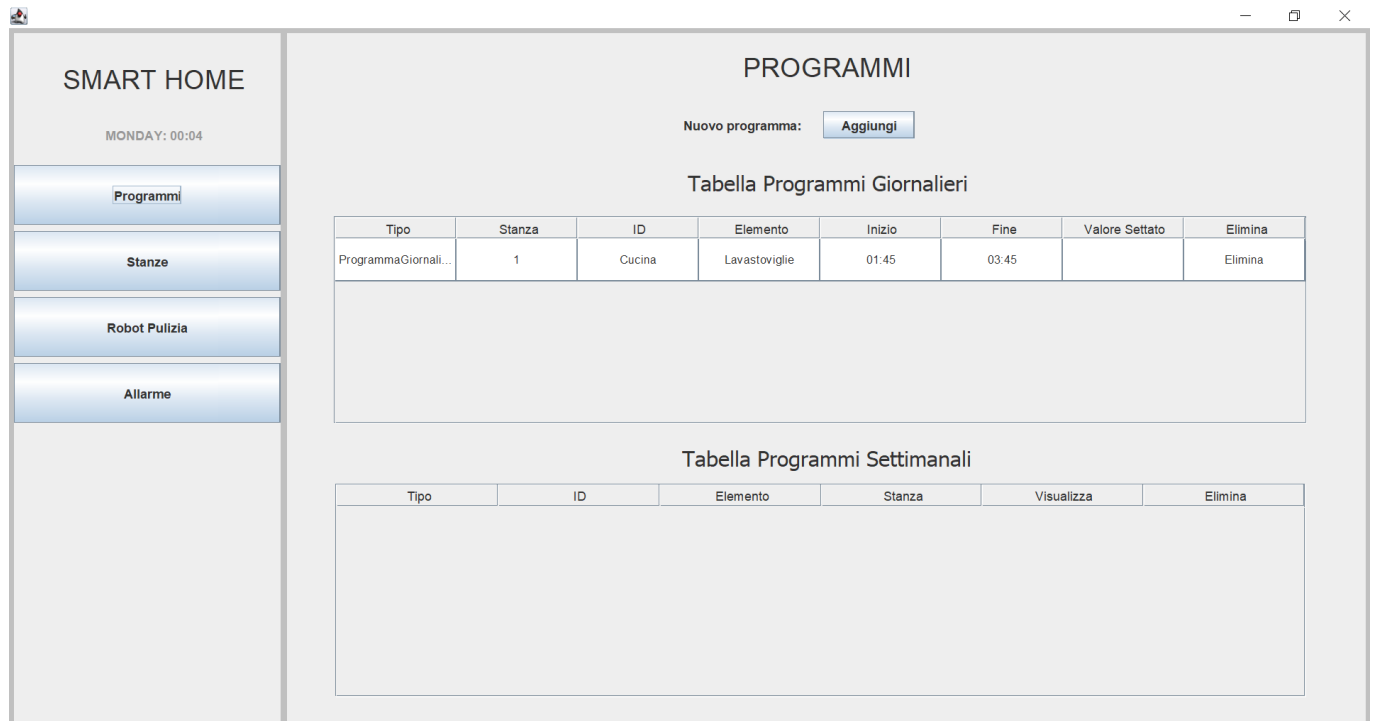 SMART HOME
MONDAY: 00:04
Programmi
Stanze
Robot Pulizia
Allarme
PROGRAMMI
Nuovo programma: Aggiungi
Tabella Programmi Giornalieri
Tipo Stanza ID Elemento Inizio Fine Valore Settato Elimina
ProgrammaGiornali... 1 Cucina Lavastoviglie 01:45 03:45 Elimina
Tabella Programmi Settimanali
Tipo ID Elemento Stanza Visualizza Elimina